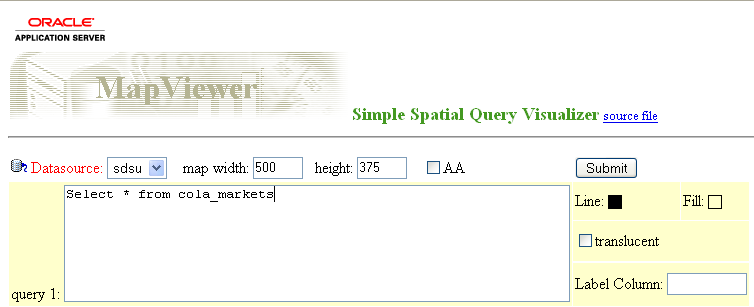 ORACLE
APPLICATION SERVER
MapViewer
Simple Spatial Query Visualizer source file
Datasource: sdsu map width: 500 height: 375 AA Submit
Select * from cola_markets
Line: Fill:
translucent
query 1: Label Column: